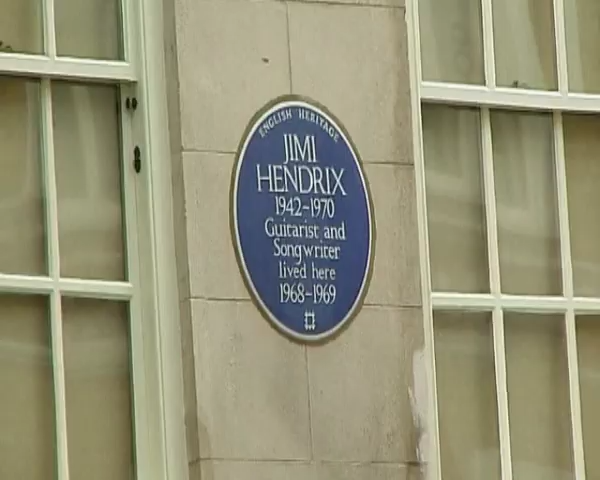 ENGLISH HERITAGE
JIMI
HENDRIX
1942-1970
Guitarist and
Songwriter
lived here
1968-1969